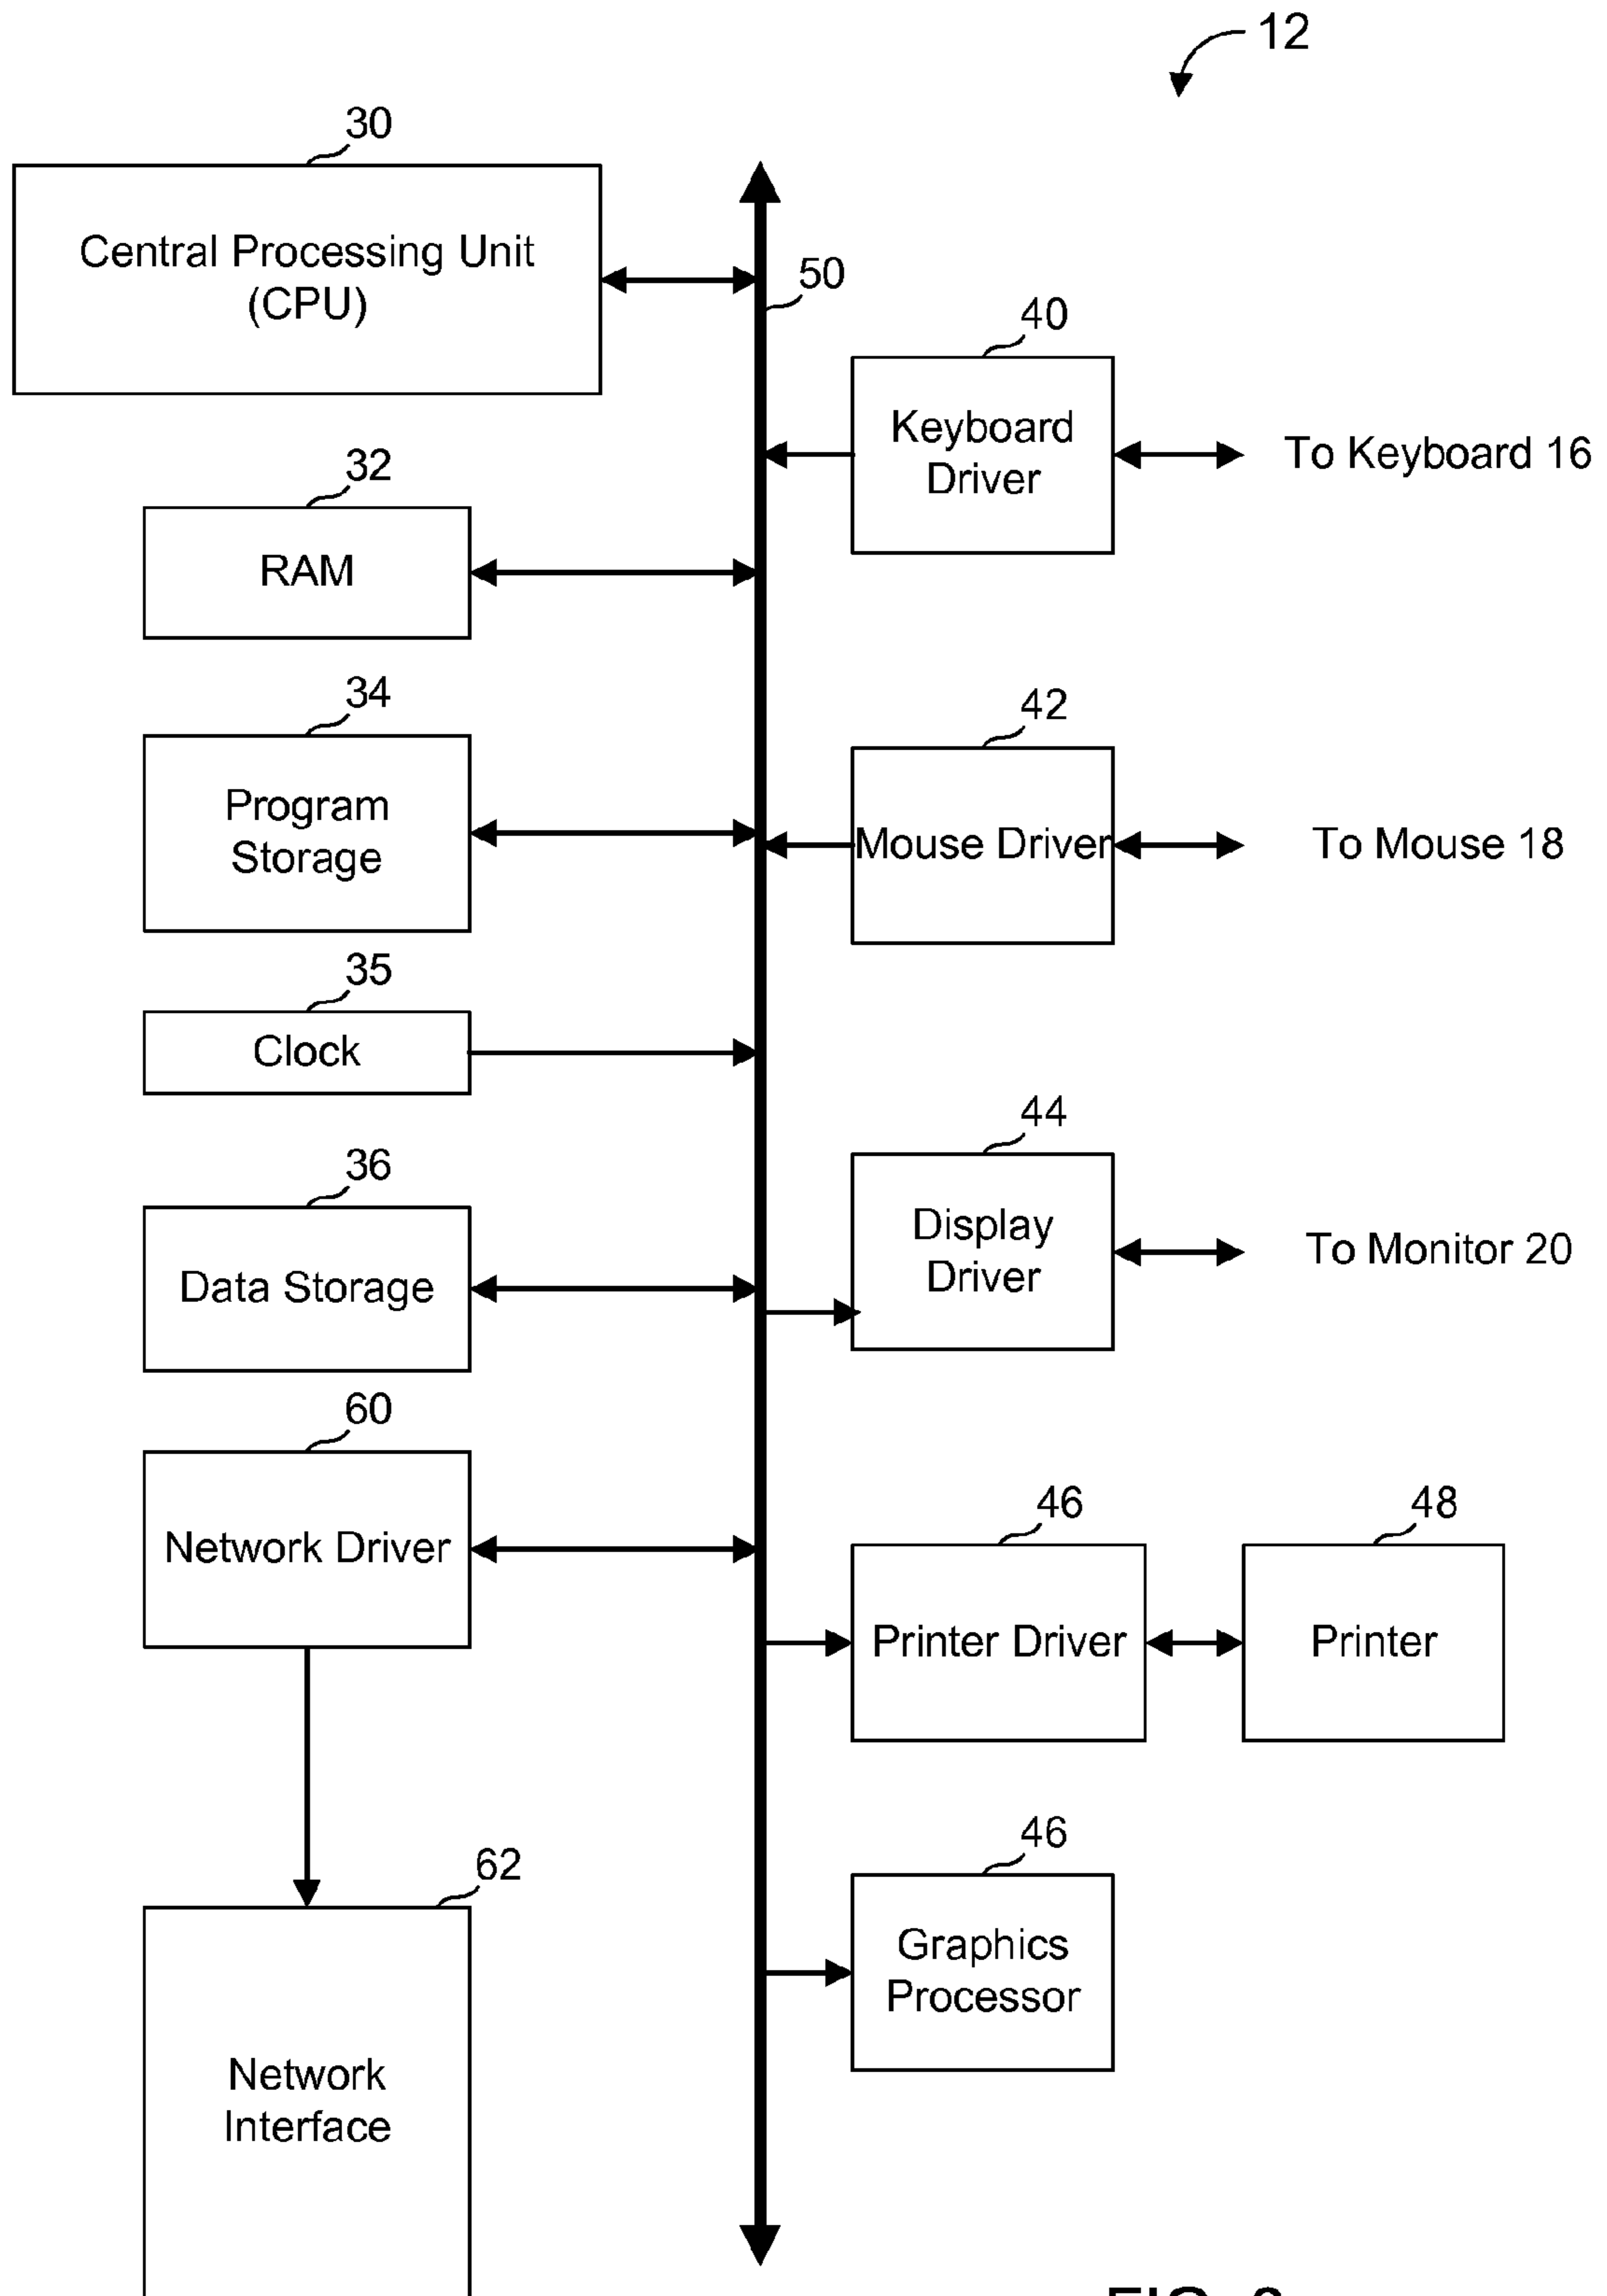 12
30
Central Processing Unit
(CPU)
50
40
Keyboard
Driver
To Keyboard 16
32
RAM
34
Program
Storage
42
Mouse Driver
To Mouse 18
35
Clock
44
Display
Driver
To Monitor 20
36
Data Storage
60
Network Driver
46
Printer Driver
48
Printer
46
Graphics
Processor
62
Network
Interface